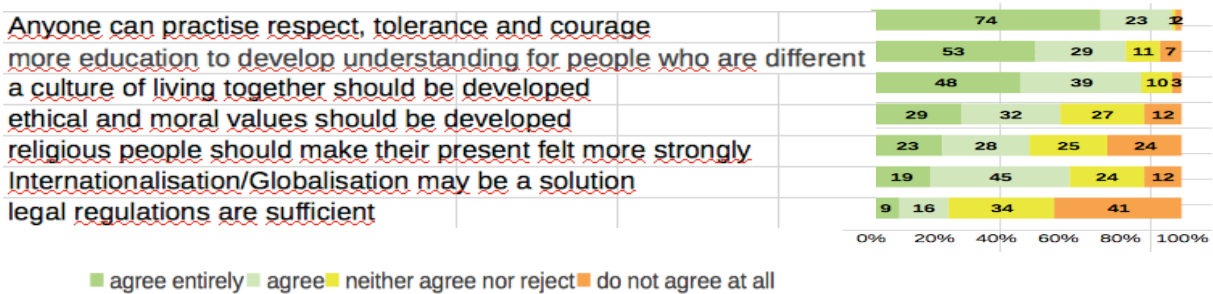 Anyone can practise respect, tolerance and courage 74 23 1 2
more education to develop understanding for people who are different 53 29 11 7
a culture of living together should be developed 48 39 10 3
ethical and moral values should be developed 29 32 27 12
religious people should make their present felt more strongly 23 28 25 24
Internationalisation/Globalisation may be a solution 19 45 24 12
legal regulations are sufficient 9 16 34 41
0% 20% 40% 60% 80% 100%
agree entirely agree neither agree nor reject do not agree at all